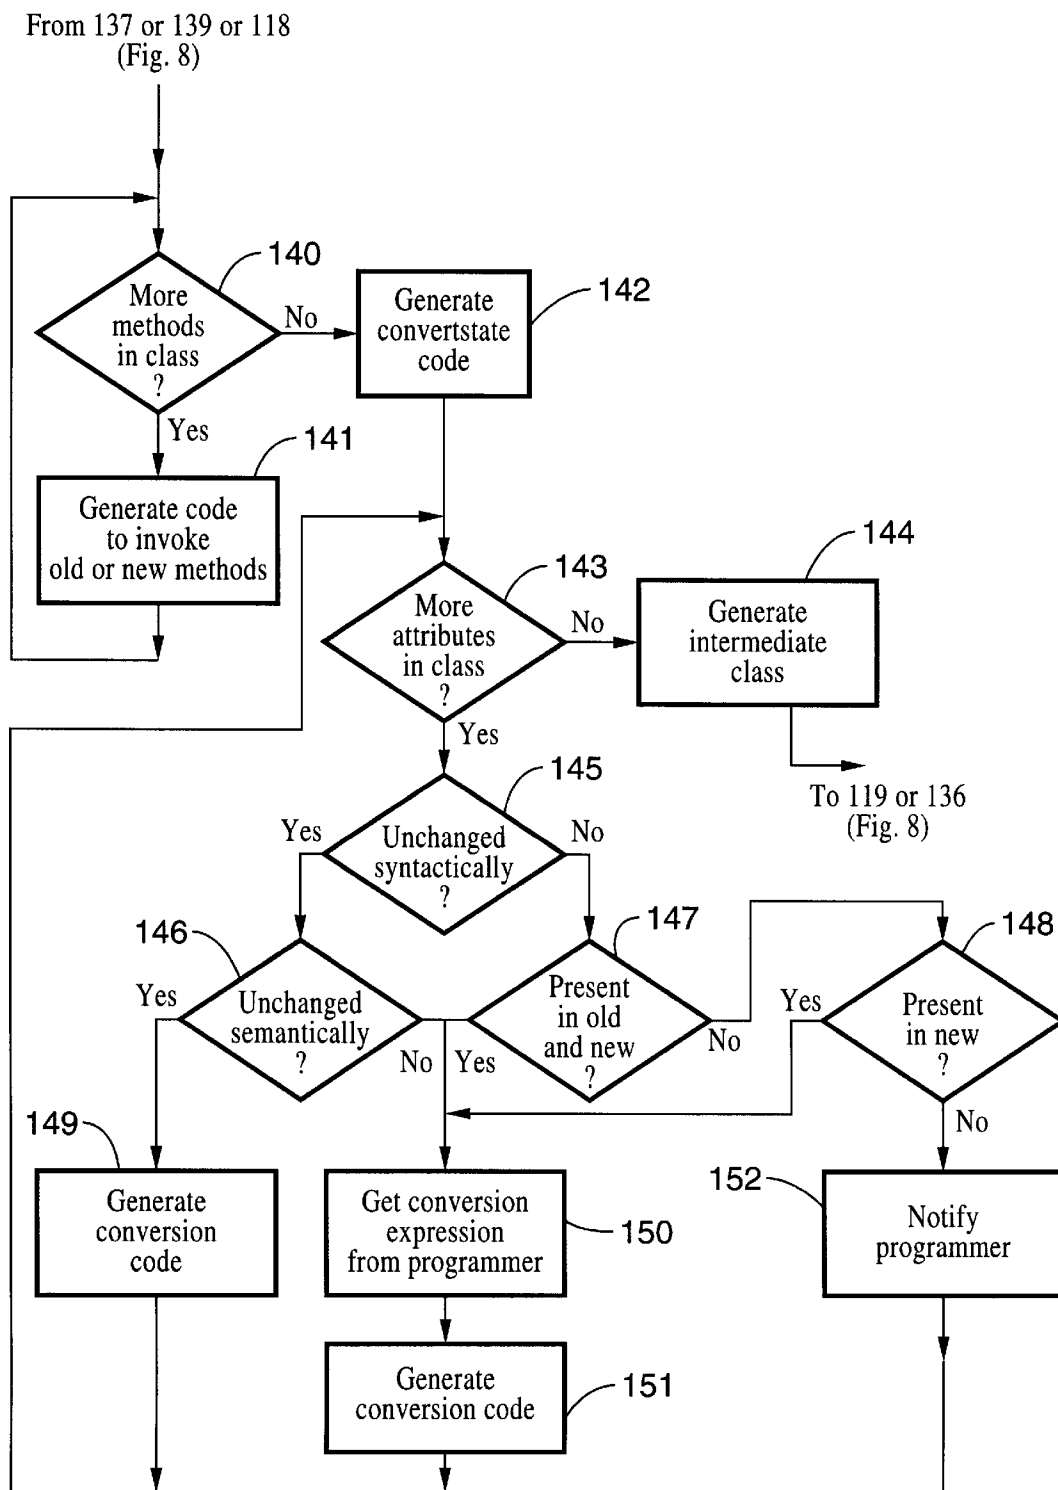 From 137 or 139 or 118
(Fig. 8)
140
More
methods
in class
?
No
Yes
Generate
convertstate
code
142
141
Generate code
to invoke
old or new methods
143
More
attributes
in class
?
No
Yes
144
Generate
intermediate
class
To 119 or 136
(Fig. 8)
145
Unchanged
syntactically
?
Yes
No
146
Unchanged
semantically
?
Yes
No
147
Present
in old
and new
?
Yes
No
148
Present
in new
?
Yes
No
149
Generate
conversion
code
Get conversion
expression
from programmer
150
152
Notify
programmer
Generate
conversion code
151